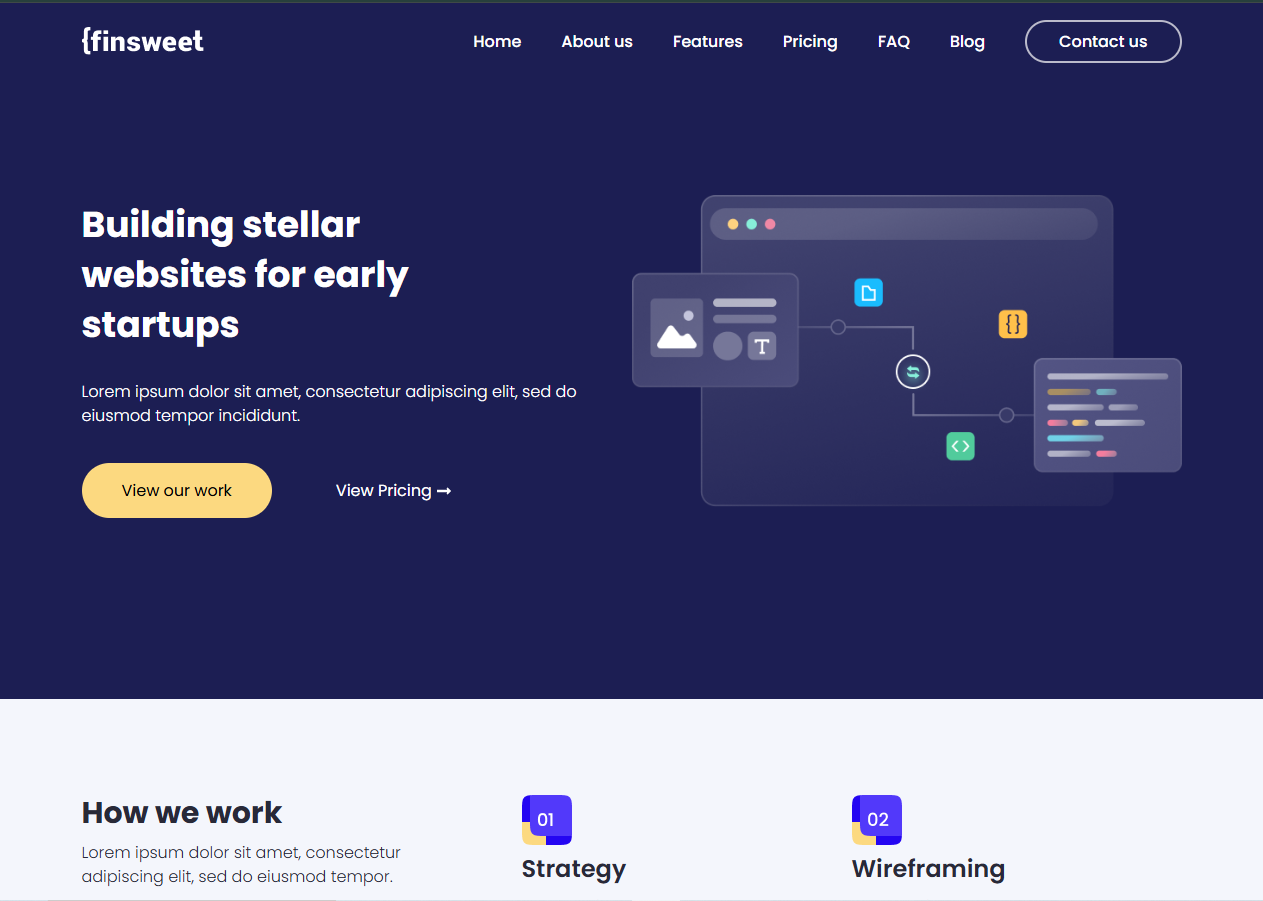 {finsweet
Home About us Features Pricing FAQ Blog Contact us
Building stellar
websites for early
startups
Lorem ipsum dolor sit amet, consectetur adipiscing elit, sed do
eiusmod tempor incididunt.
View our work
View Pricing ➞
T
{ }
< >
How we work
Lorem ipsum dolor sit amet, consectetur
adipiscing elit, sed do eiusmod tempor.
01
Strategy
02
Wireframing